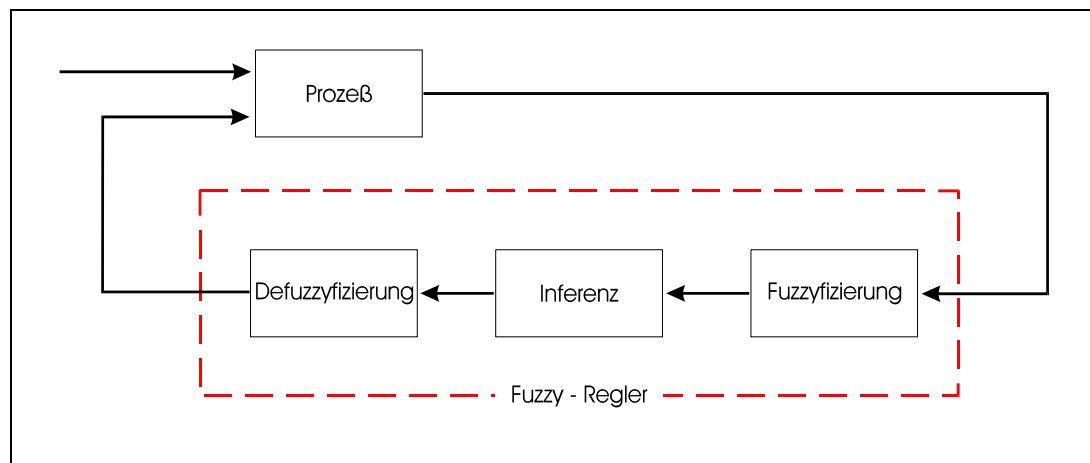 Prozeß
Defuzzyfizierung
Inferenz
Fuzzyfizierung
Fuzzy - Regler